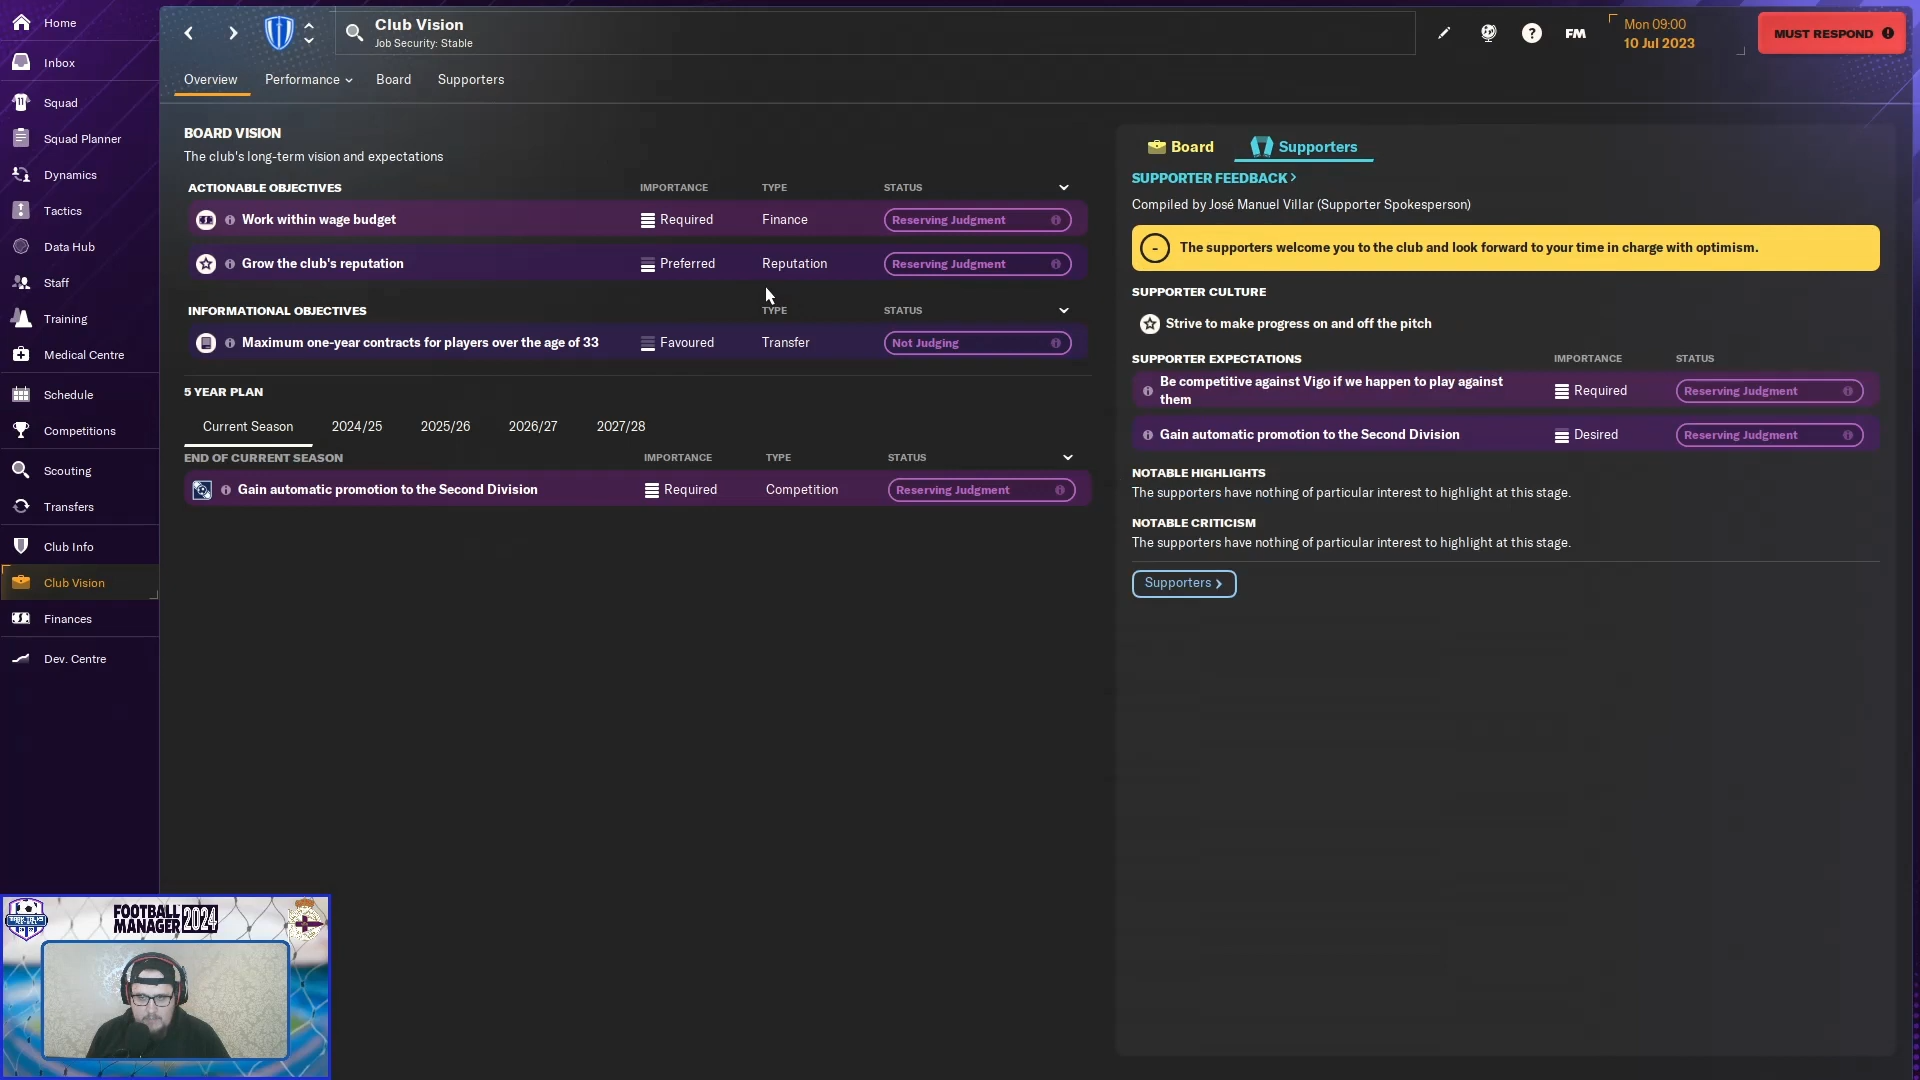 Home
Inbox
Squad
Squad Planner
Dynamics
Tactics
Data Hub
Staff
Training
Medical Centre
Schedule
Competitions
Scouting
Transfers
Club Info
Club Vision
Finances
Dev. Centre
Club Vision
Job Security: Stable
FM
Mon 09:00
10 Jul 2023
MUST RESPOND
Overview Performance Board Supporters
BOARD VISION
The club's long-term vision and expectations
ACTIONABLE OBJECTIVES IMPORTANCE TYPE STATUS
Work within wage budget Required Finance Reserving Judgment
Grow the club's reputation Preferred Reputation Reserving Judgment
INFORMATIONAL OBJECTIVES TYPE STATUS
Maximum one-year contracts for players over the age of 33 Favoured Transfer Not Judging
5 YEAR PLAN
Current Season 2024/25 2025/26 2026/27 2027/28
END OF CURRENT SEASON IMPORTANCE TYPE STATUS
Gain automatic promotion to the Second Division Required Competition Reserving Judgment
Board Supporters
SUPPORTER FEEDBACK
Compiled by José Manuel Villar (Supporter Spokesperson)
The supporters welcome you to the club and look forward to your time in charge with optimism.
SUPPORTER CULTURE
Strive to make progress on and off the pitch
SUPPORTER EXPECTATIONS IMPORTANCE STATUS
Be competitive against Vigo if we happen to play against
them Required Reserving Judgment
Gain automatic promotion to the Second Division Desired Reserving Judgment
NOTABLE HIGHLIGHTS
The supporters have nothing of particular interest to highlight at this stage.
NOTABLE CRITICISM
The supporters have nothing of particular interest to highlight at this stage.
Supporters
FOOTBALL
MANAGER 2024